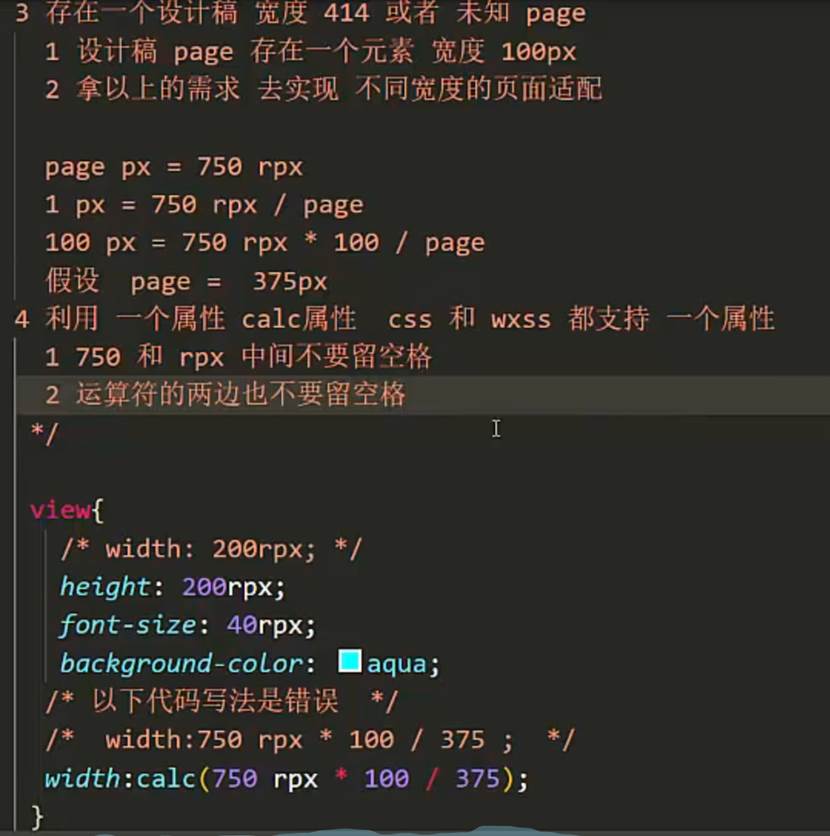 3 存在一个设计稿 宽度 414 或者 未知 page
1 设计稿 page 存在一个元素 宽度 100px
2 拿以上的需求 去实现 不同宽度的页面适配
page px = 750 rpx
1 px = 750 rpx / page
100 px = 750 rpx * 100 / page
假设 page = 375px
4 利用 一个属性 calc属性 css 和 wxss 都支持 一个属性
1 750 和 rpx 中间不要留空格
2 运算符的两边也不要留空格
*/
view{
/* width: 200rpx; */
height: 200rpx;
font-size: 40rpx;
background-color: aqua;
/* 以下代码写法是错误 */
/* width:750 rpx * 100 / 375 ; */
width:calc(750 rpx * 100 / 375);
}